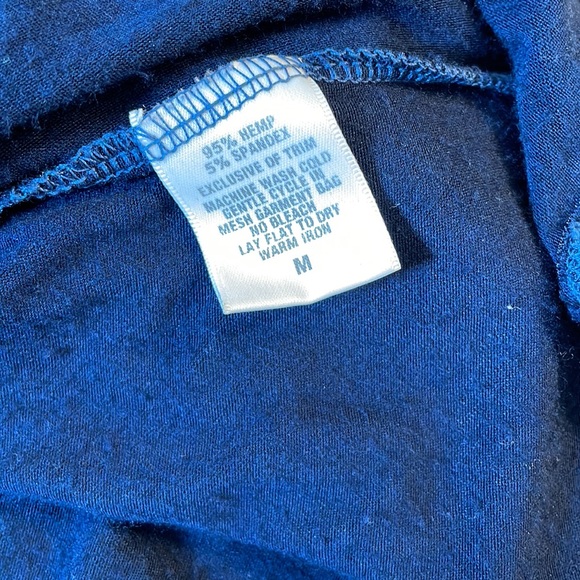 95% HEMP
5% SPANDEX
EXCLUSIVE OF TRIM
MACHINE WASH COLD
GENTLE CYCLE IN
MESH GARMENT BAG
NO BLEACH
LAY FLAT TO DRY
WARM IRON
M